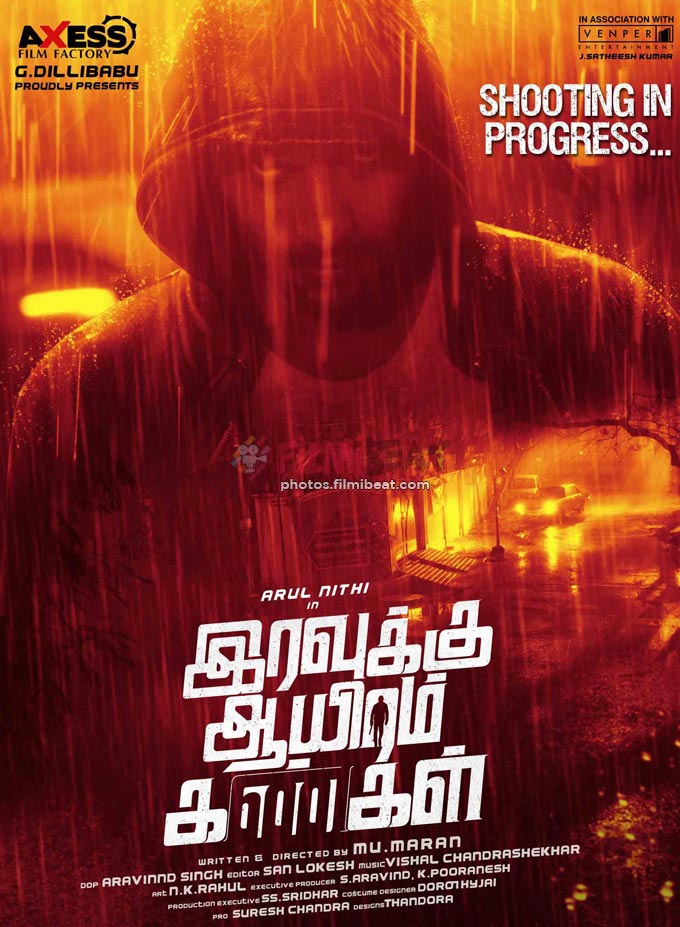 AXESS
FILM FACTORY
G.DILLIBABU
PROUDLY PRESENTS
IN ASSOCIATION WITH
VENPER
ENTERTAINMENT
J.SATHEESH KUMAR
SHOOTING IN
PROGRESS...
FILMIBEAT
photos.filmibeat.com
ARUL NITHI
in
இரவுக்கு
ஆயிரம்
கண்கள்
WRITTEN & DIRECTED BY MU.MARAN
DOP ARAVINND SINGH EDITOR SAN LOKESH MUSIC VISHAL CHANDRASHEKHAR
ART N.K.RAHUL EXECUTIVE PRODUCER S.ARAVIND, K.POORANESH
PRODUCTION EXECUTIVE SS.SRIDHAR COSTUME DESIGNER DOROTHYJAI
PRO SURESH CHANDRA DESIGNS THANDORA